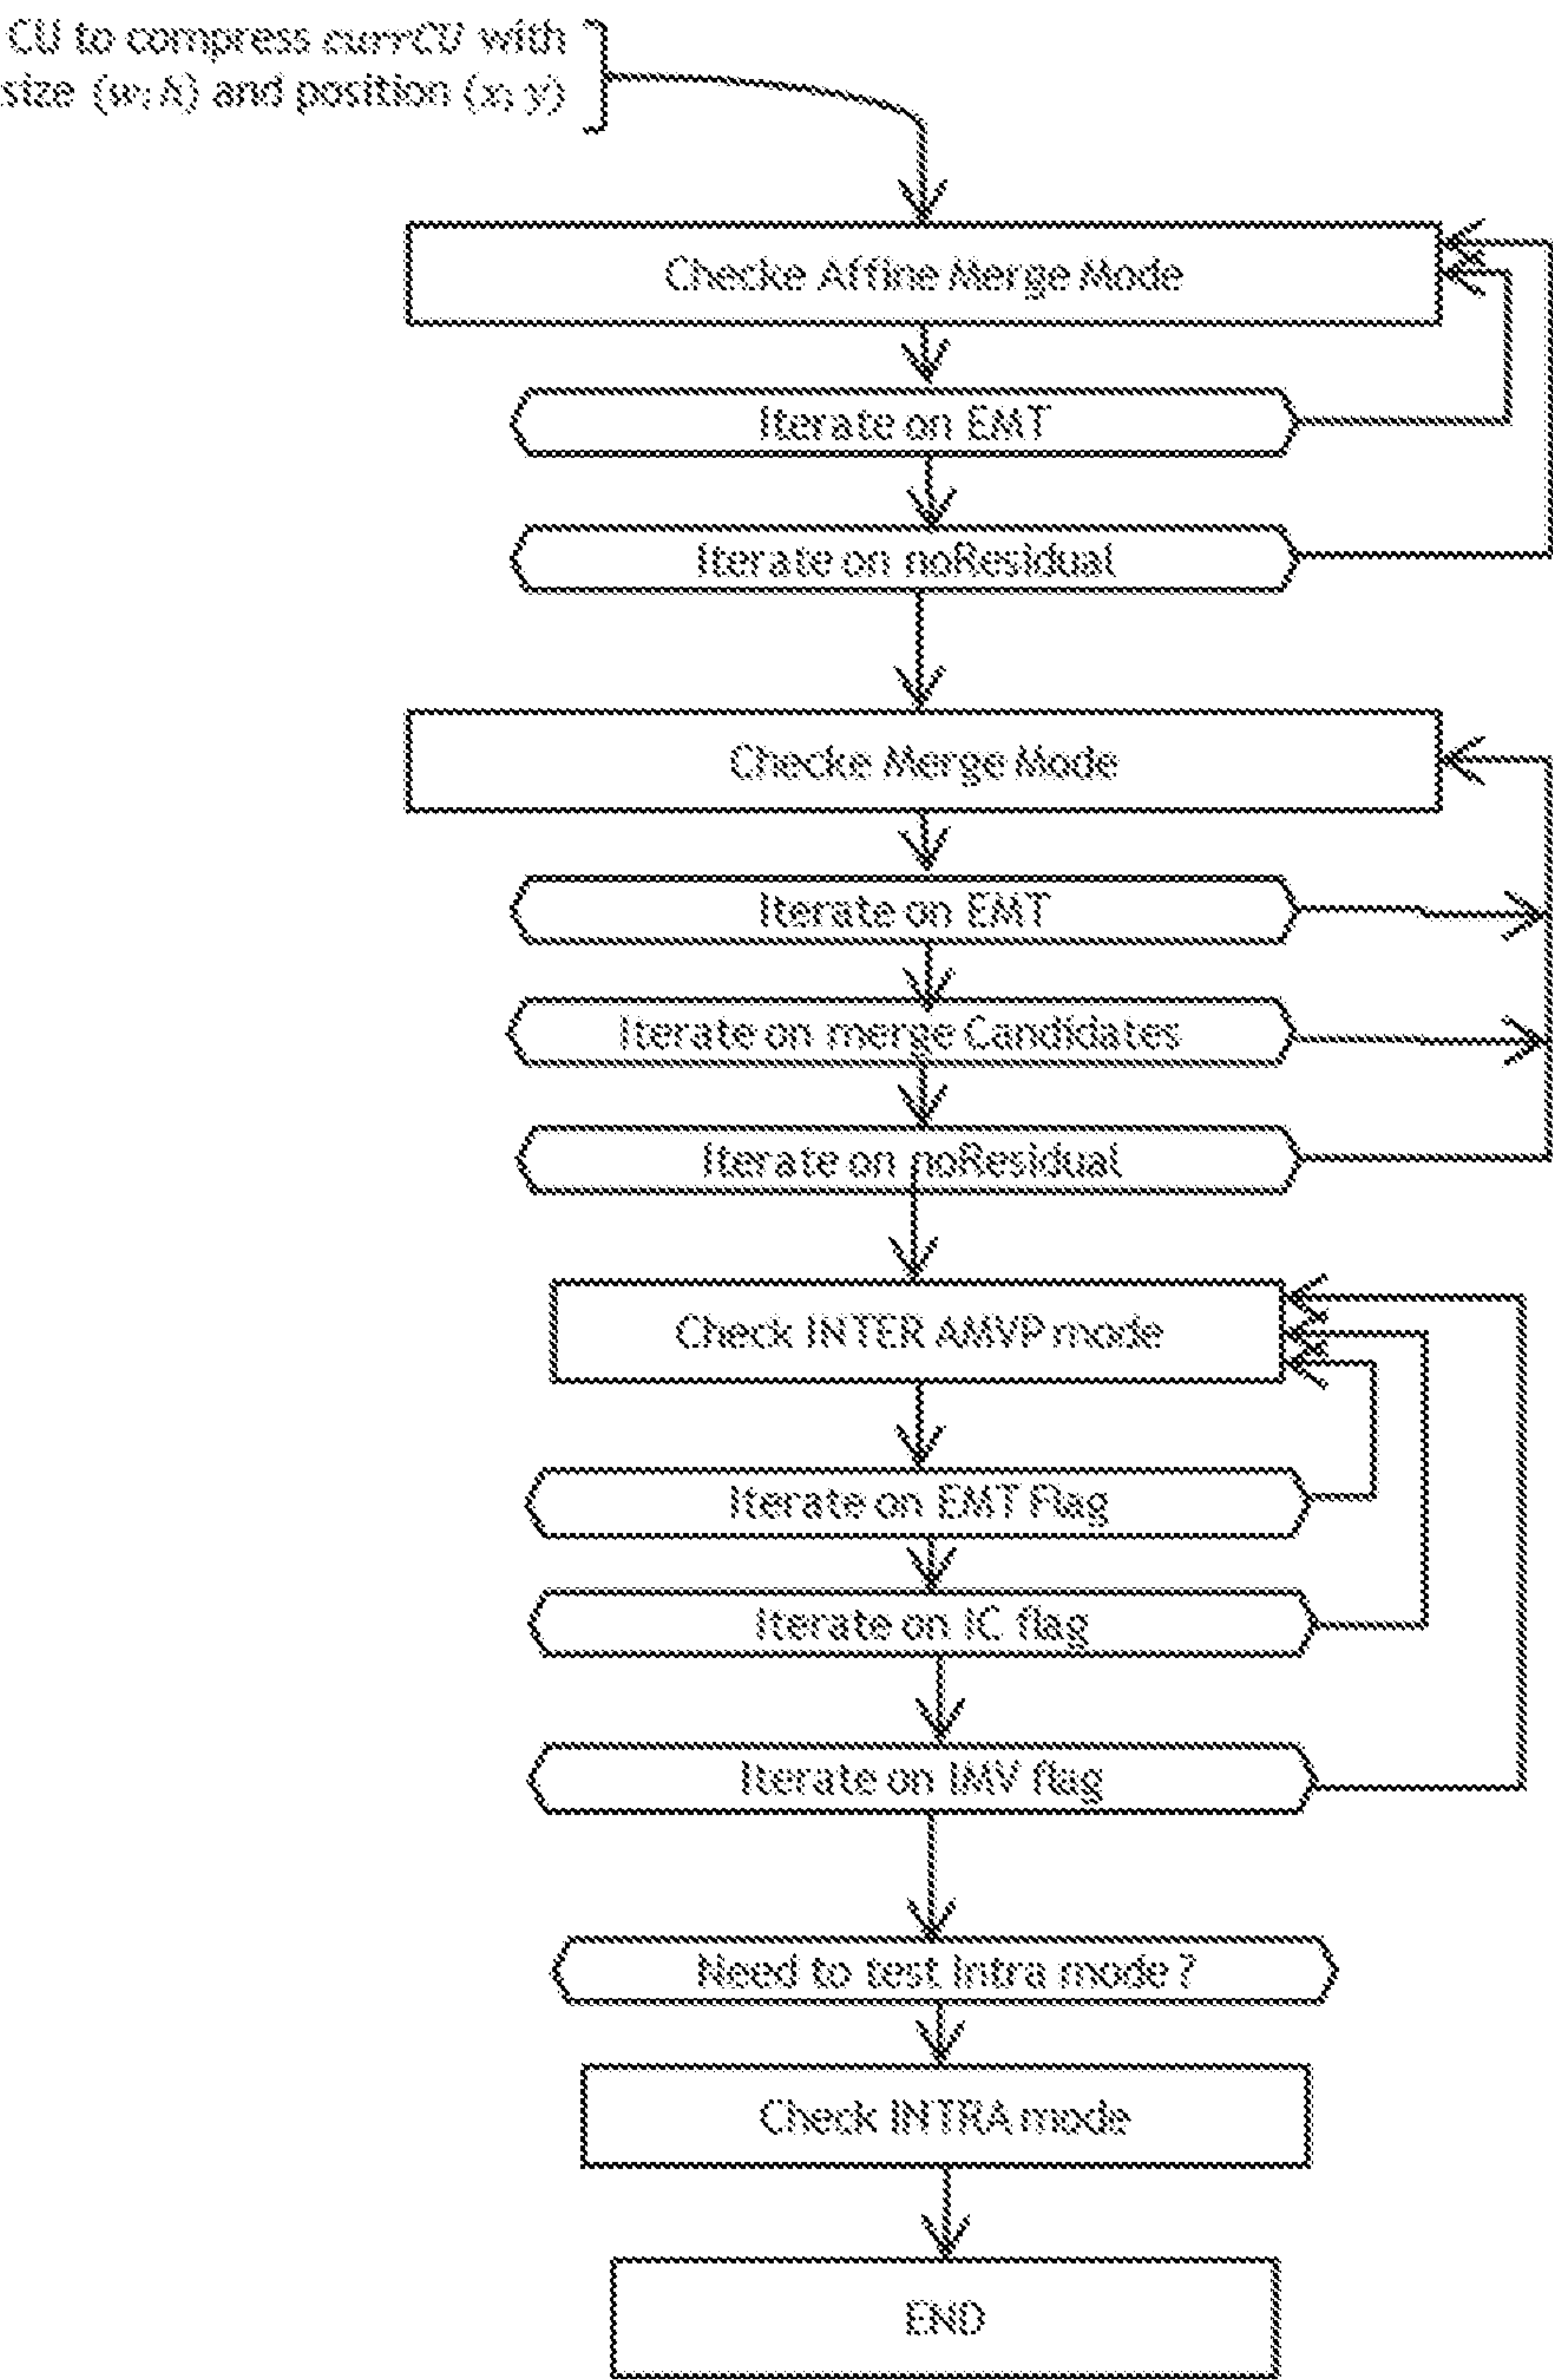 CU to compress currCU with
size (w, h) and position (x, y)
Checke Affine Merge Mode
Iterate on EMT
Iterate on noResidual
Checke Merge Mode
Iterate on EMT
Iterate on merge Candidates
Iterate on noResidual
Check INTER AMVP mode
Iterate on EMT Flag
Iterate on IC flag
Iterate on IMV flag
Need to test Intra mode ?
Check INTRA mode
END